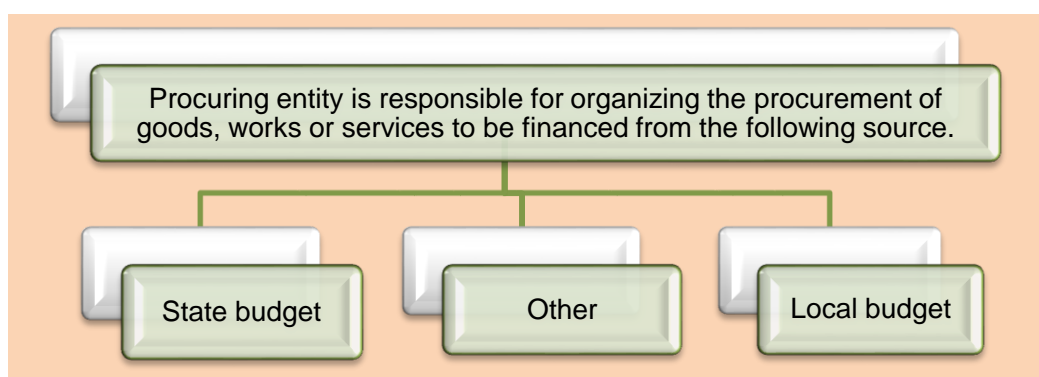 Procuring entity is responsible for organizing the procurement of
goods, works or services to be financed from the following source.
State budget
Other
Local budget